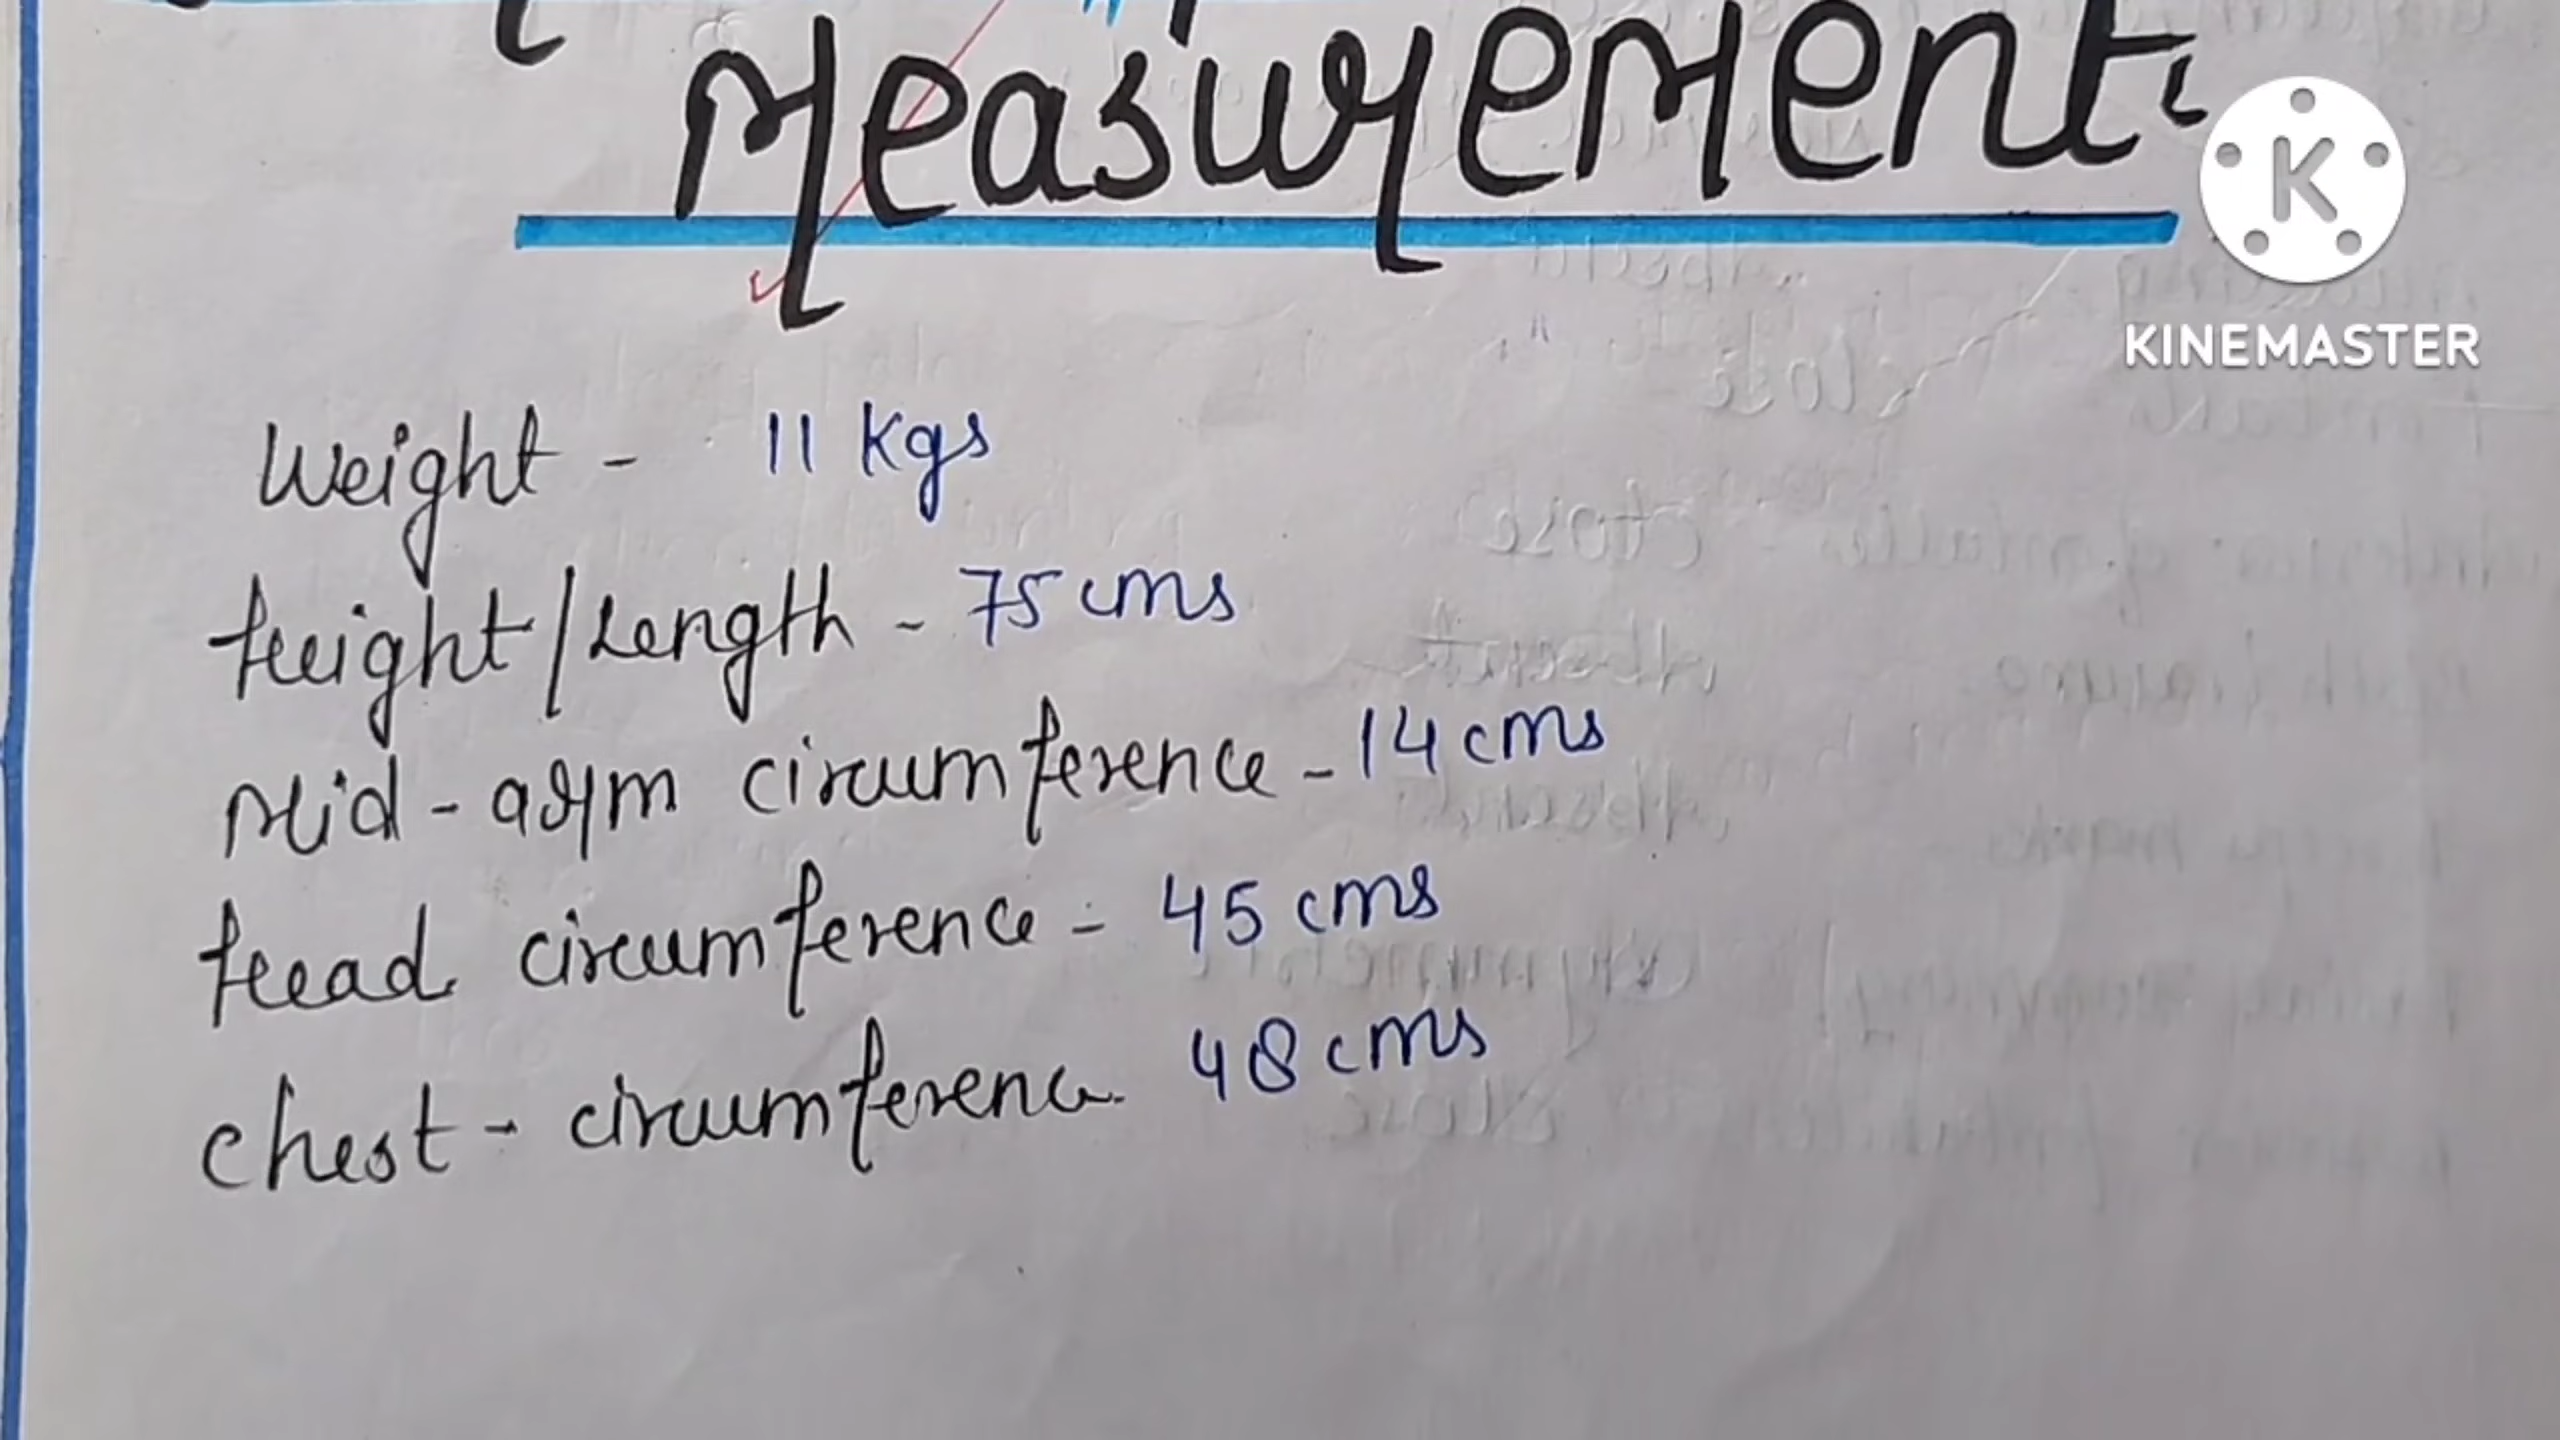 Measurement
KINEMASTER
Weight - 11 Kgs
Height/Length - 75 cms
Mid - arm circumference - 14 cms
Head circumference - 45 cms
chest - circumference 48 cms